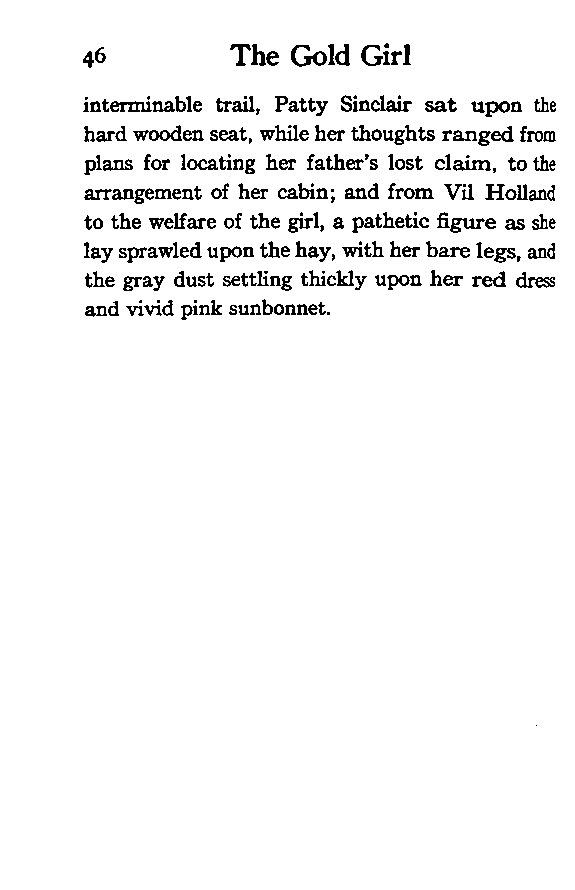 46 The Gold Girl
interminable trail, Patty Sinclair sat upon the
hard wooden seat, while her thoughts ranged from
plans for locating her father's lost claim, to the
arrangement of her cabin; and from Vil Holland
to the welfare of the girl, a pathetic figure as she
lay sprawled upon the hay, with her bare legs, and
the gray dust settling thickly upon her red dress
and vivid pink sunbonnet.